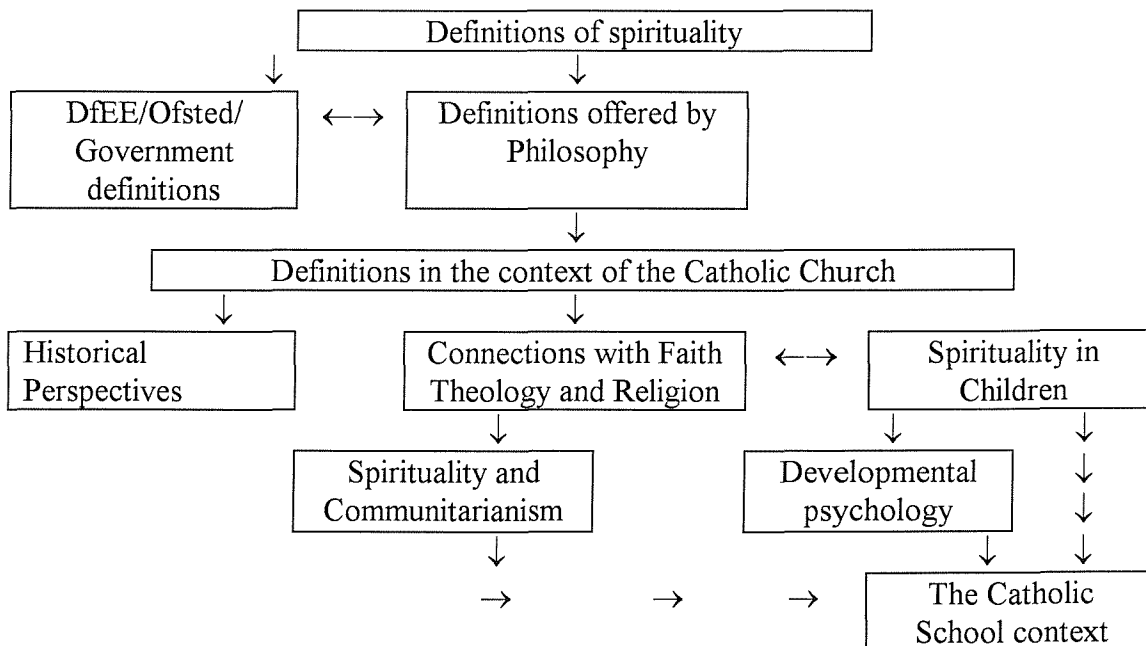 Definitions of spirituality
DfEE/Ofsted/
Government
definitions
Definitions offered by
Philosophy
Definitions in the context of the Catholic Church
Historical
Perspectives
Connections with Faith
Theology and Religion
Spirituality in
Children
Spirituality and
Communitarianism
Developmental
psychology
The Catholic
School context